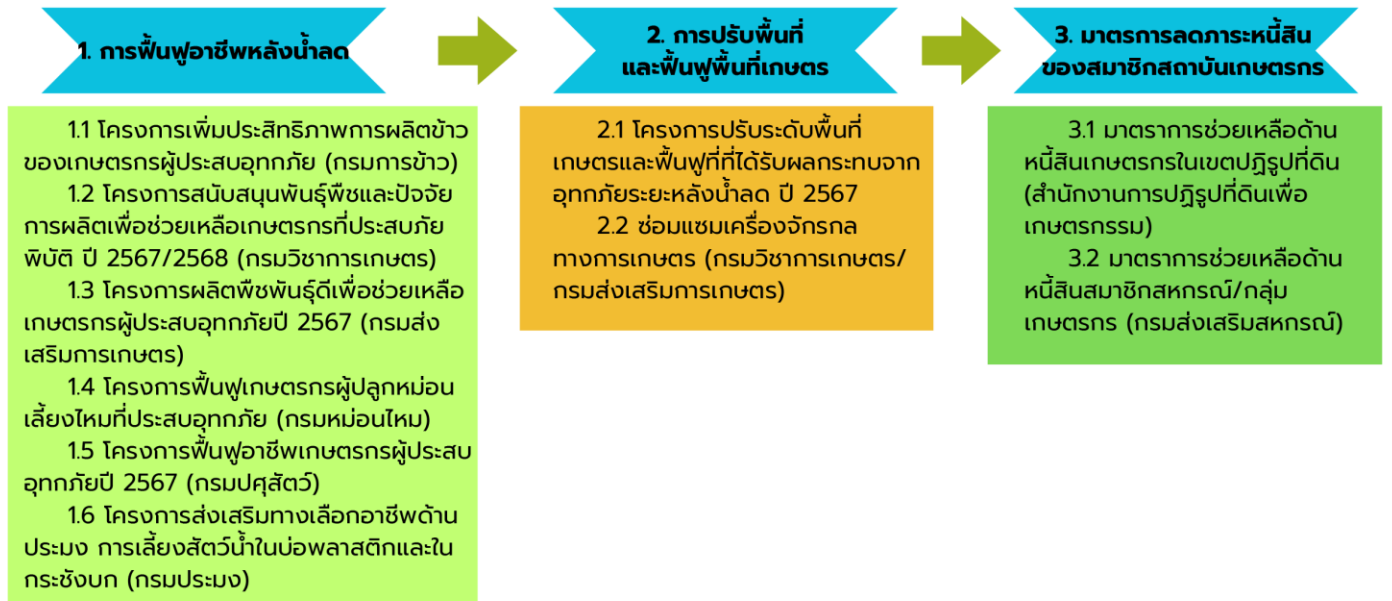 1. การฟื้นฟูอาชีพหลังน้ำลด
1.1 โครงการเพิ่มประสิทธิภาพการผลิตข้าว
ของเกษตรกรผู้ประสบอุทกภัย (กรมการข้าว)
1.2 โครงการสนับสนุนพันธุ์พืชและปัจจัย
การผลิตเพื่อช่วยเหลือเกษตรกรที่ประสบภัย
พิบัติ ปี 2567/2568 (กรมวิชาการเกษตร)
1.3 โครงการผลิตพืชพันธุ์ดีเพื่อช่วยเหลือ
เกษตรกรผู้ประสบอุทกภัยปี 2567 (กรมส่ง
เสริมการเกษตร)
1.4 โครงการฟื้นฟูเกษตรกรผู้ปลูกหม่อน
เลี้ยงไหมที่ประสบอุทกภัย (กรมหม่อนไหม)
1.5 โครงการฟื้นฟูอาชีพเกษตรกรผู้ประสบ
อุทกภัยปี 2567 (กรมปศุสัตว์)
1.6 โครงการส่งเสริมทางเลือกอาชีพด้าน
ประมง การเลี้ยงสัตว์น้ำในบ่อพลาสติกและใน
กระชังบก (กรมประมง)
2. การปรับพื้นที่
และฟื้นฟูพื้นที่เกษตร
2.1 โครงการปรับระดับพื้นที่
เกษตรและฟื้นฟูที่ที่ได้รับผลกระทบจาก
อุทกภัยระยะหลังน้ำลด ปี 2567
2.2 ซ่อมแซมเครื่องจักรกล
ทางการเกษตร (กรมวิชาการเกษตร/
กรมส่งเสริมการเกษตร)
3. มาตรการลดภาระหนี้สิน
ของสมาชิกสถาบันเกษตรกร
3.1 มาตราการช่วยเหลือด้าน
หนี้สินเกษตรกรในเขตปฏิรูปที่ดิน
(สำนักงานการปฏิรูปที่ดินเพื่อ
เกษตรกรรม)
3.2 มาตราการช่วยเหลือด้าน
หนี้สินสมาชิกสหกรณ์/กลุ่ม
เกษตรกร (กรมส่งเสริมสหกรณ์)